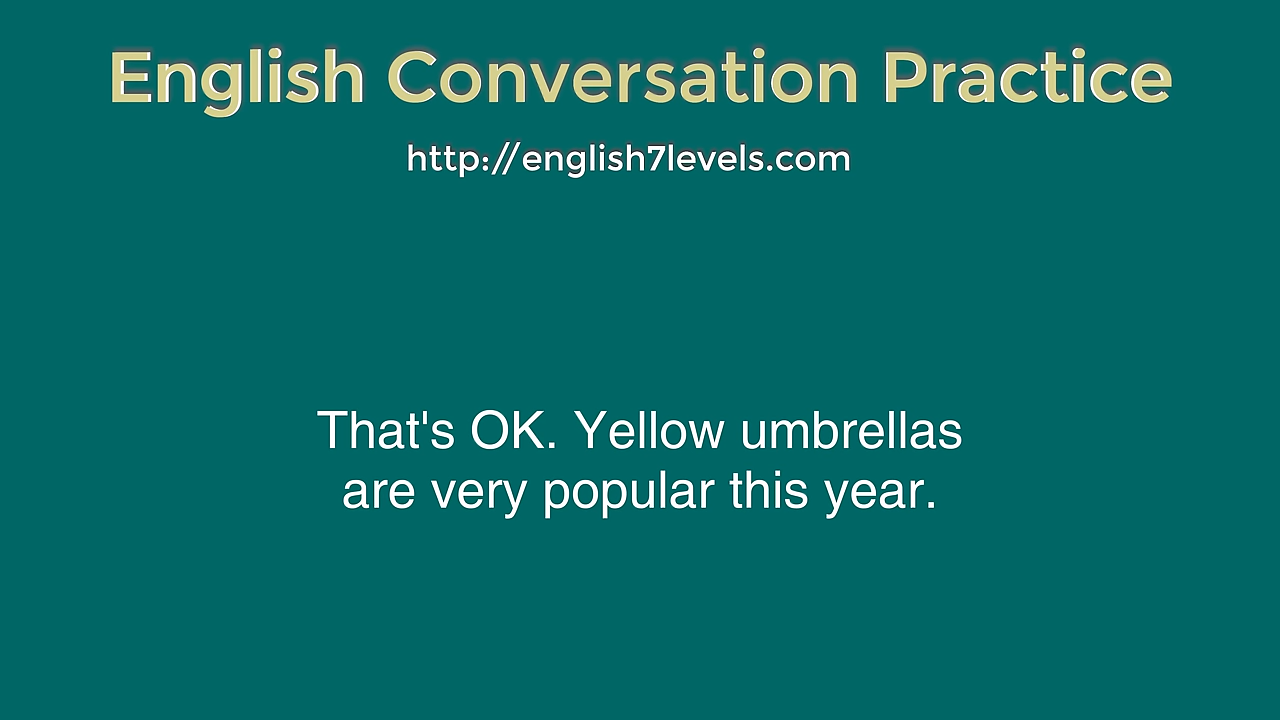 English Conversation Practice
http://english7levels.com
That's OK. Yellow umbrellas
are very popular this year.